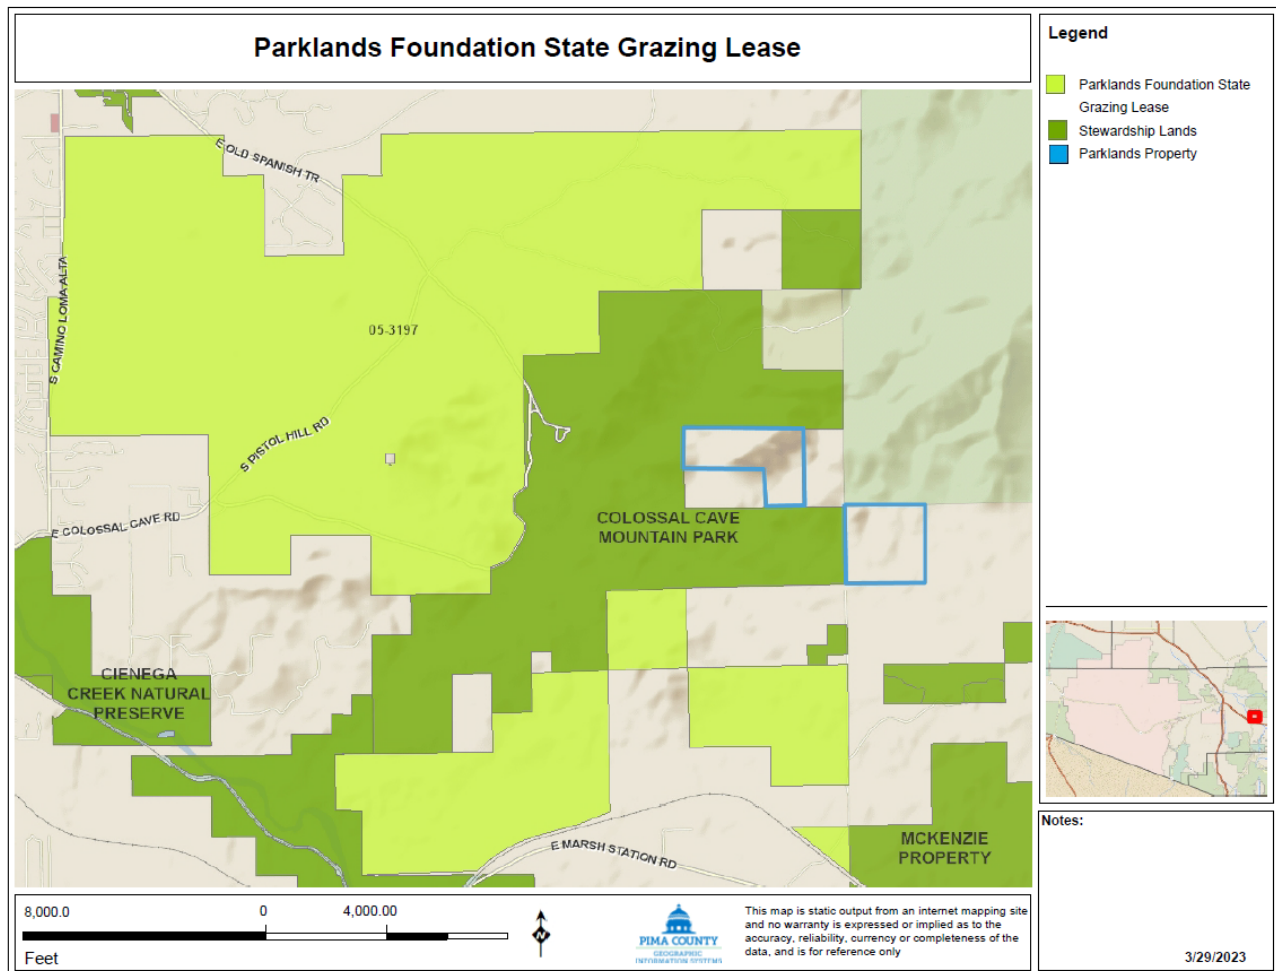 Parklands Foundation State Grazing Lease
Legend
Parklands Foundation State
Grazing Lease
Stewardship Lands
Parklands Property
E OLD SPANISH TR
S CAMINO LOMA ALTA
05-3197
S PISTOL HILL RD
E COLOSSAL CAVE RD
COLOSSAL CAVE
MOUNTAIN PARK
CIENEGA
CREEK NATURAL
PRESERVE
E MARSH STATION RD
MCKENZIE
PROPERTY
Notes:
8,000.0 0 4,000.00
Feet
N
PIMA COUNTY
GEOGRAPHIC
INFORMATION SYSTEMS
This map is static output from an internet mapping site
and no warranty is expressed or implied as to the
accuracy, reliability, currency or completeness of the
data, and is for reference only
3/29/2023